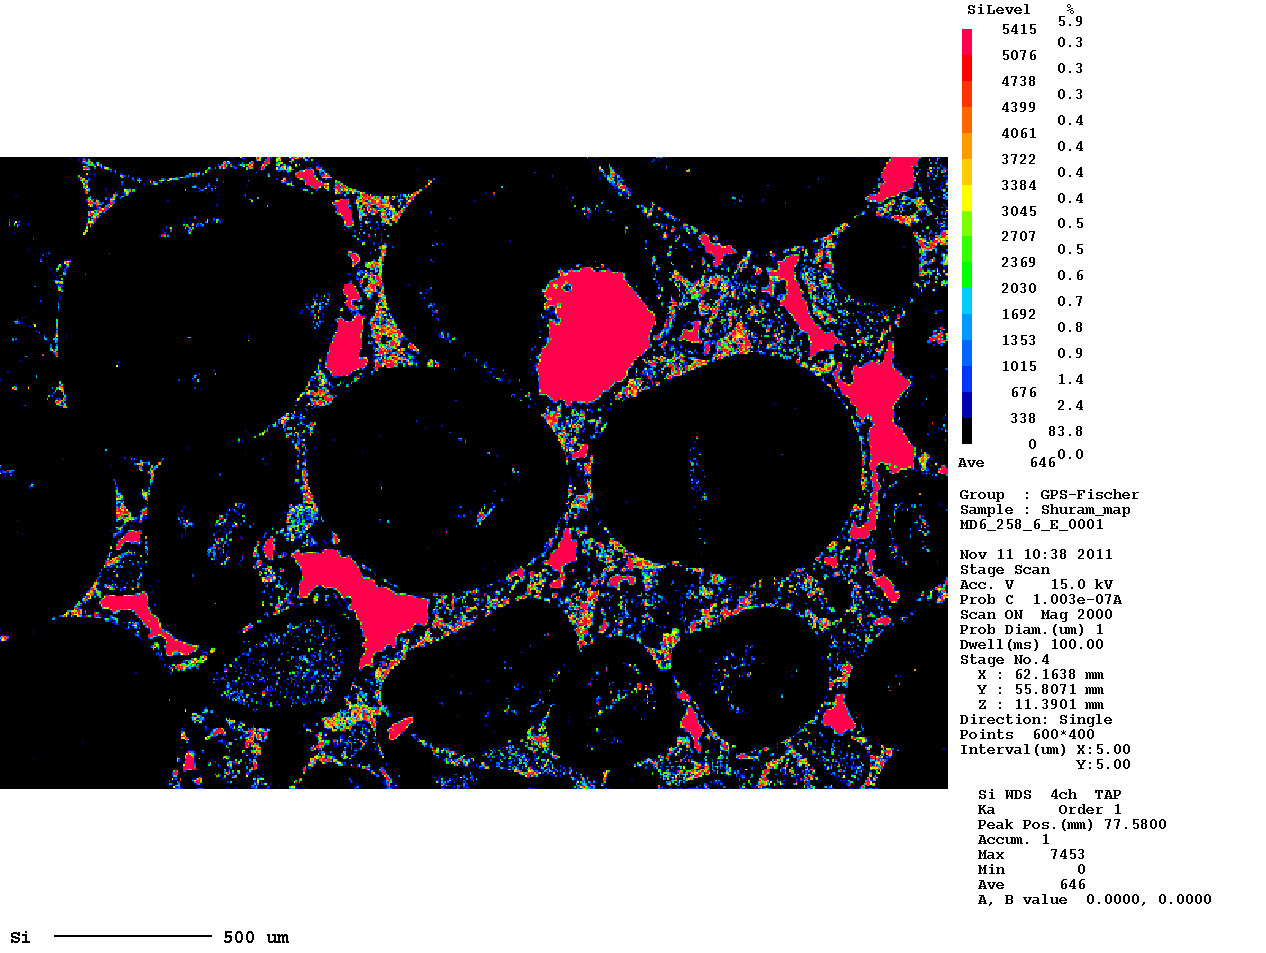 SiLevel %
5.9
5415
0.3
5076
0.3
4738
0.3
4399
0.4
4061
0.4
3722
0.4
3384
0.4
3045
0.5
2707
0.5
2369
0.6
2030
0.7
1692
0.8
1353
0.9
1015
1.4
676
2.4
338
83.8
0
0.0
Ave 646
Group : GPS-Fischer
Sample : Shuram_map
MD6_258_6_E_0001
Nov 11 10:38 2011
Stage Scan
Acc. V 15.0 kV
Prob C 1.003e-07A
Scan ON Mag 2000
Prob Diam.(um) 1
Dwell(ms) 100.00
Stage No.4
X : 62.1638 mm
Y : 55.8071 mm
Z : 11.3901 mm
Direction: Single
Points 600*400
Interval(um) X:5.00
Y:5.00
Si WDS 4ch TAP
Ka Order 1
Peak Pos.(mm) 77.5800
Accum. 1
Max 7453
Min 0
Ave 646
A, B value 0.0000, 0.0000
Si 500 um